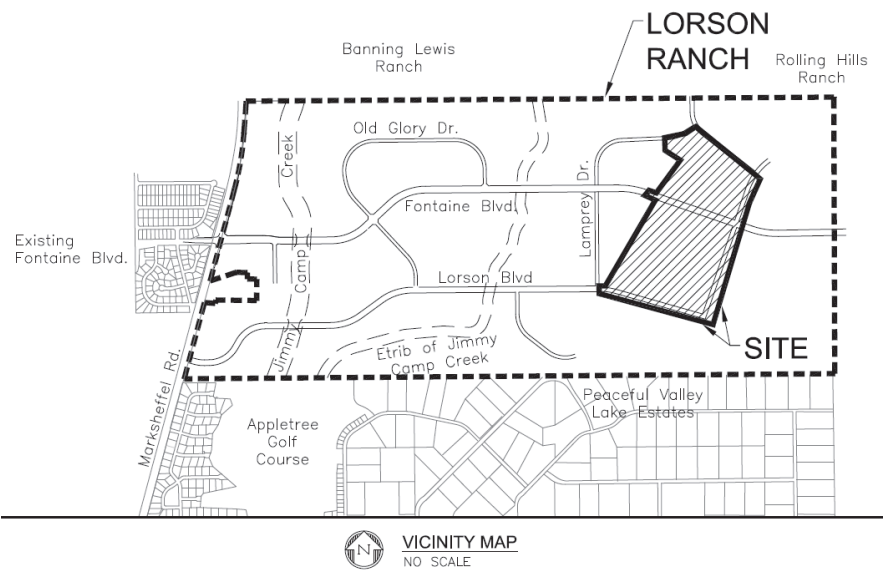 LORSON
RANCH
Banning Lewis
Ranch
Rolling Hills
Ranch
Old Glory Dr.
Creek
Lamprey Dr.
Fontaine Blvd.
Existing
Fontaine Blvd.
Camp
Lorson Blvd
Jimmy
SITE
Etrib of Jimmy
Camp Creek
Marksheffel Rd.
Peaceful Valley
Lake Estates
Appletree
Golf
Course
N
VICINITY MAP
NO SCALE